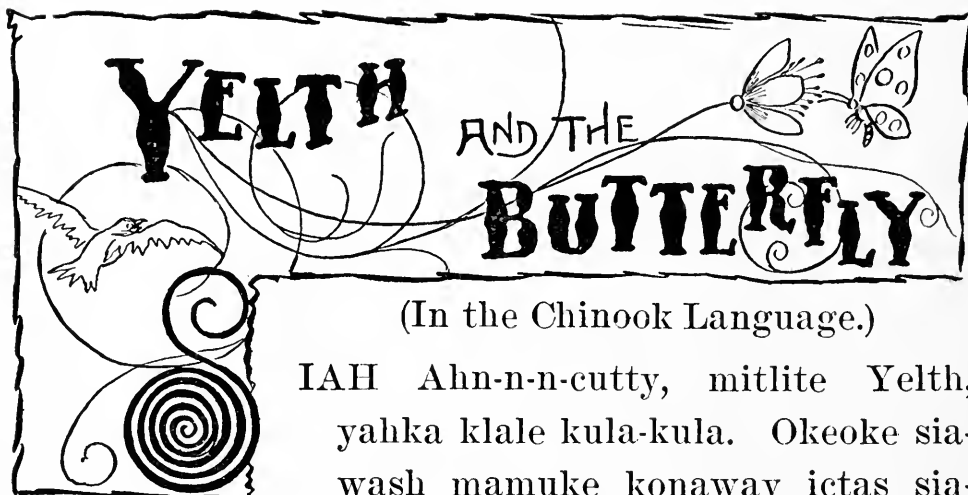 YELTH
AND THE
BUTTERFLY
(In the Chinook Language.)
SIAH Ahn-n-n-cutty, mitlite Yelth,
yahka klale kula-kula. Okeoke sia-
wash mamuke konaway ictas sia-